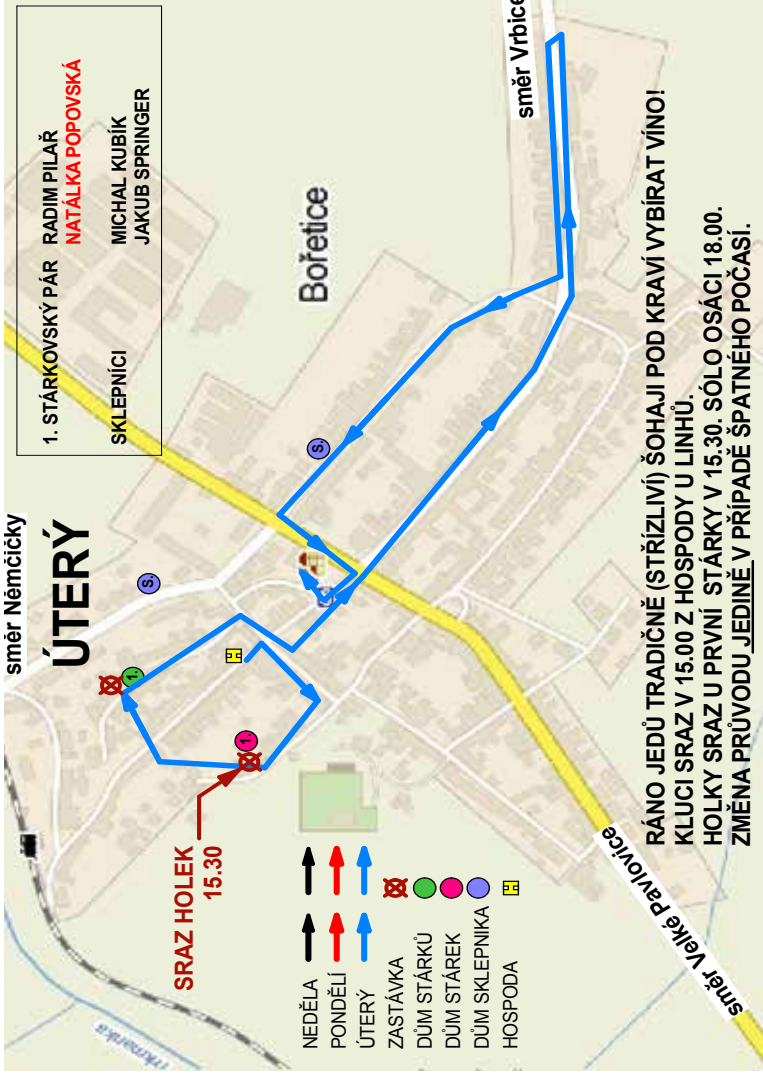 směr Němčičky
ÚTERÝ
1. STÁRKOVSKÝ PÁR RADIM PILAŘ
NATÁLKA POPOVSKÁ
SKLEPNÍCI MICHAL KUBÍK
JAKUB SPRINGER
směr Vrbice
Bořetice
S.
S.
1.
1.
H
SRAZ HOLEK
15.30
NEDĚLA
PONDĚLÍ
ÚTERÝ
ZASTÁVKA
DŮM STÁRKŮ
DŮM STÁREK
DŮM SKLEPNIKA
HOSPODA
H
směr Velké Pavlovice
RÁNO JEDŮ TRADIČNĚ (STŘÍZLIVÍ) ŠOHAJI POD KRAVÍ VYBÍRAT VÍNO!
KLUCI SRAZ V 15.00 Z HOSPODY U LINHŮ.
HOLKY SRAZ U PRVNÍ STÁRKY V 15.30. SÓLO OSÁCI 18.00.
ZMĚNA PRŮVODU JEDINĚ V PŘÍPADĚ ŠPATNÉHO POČASÍ.